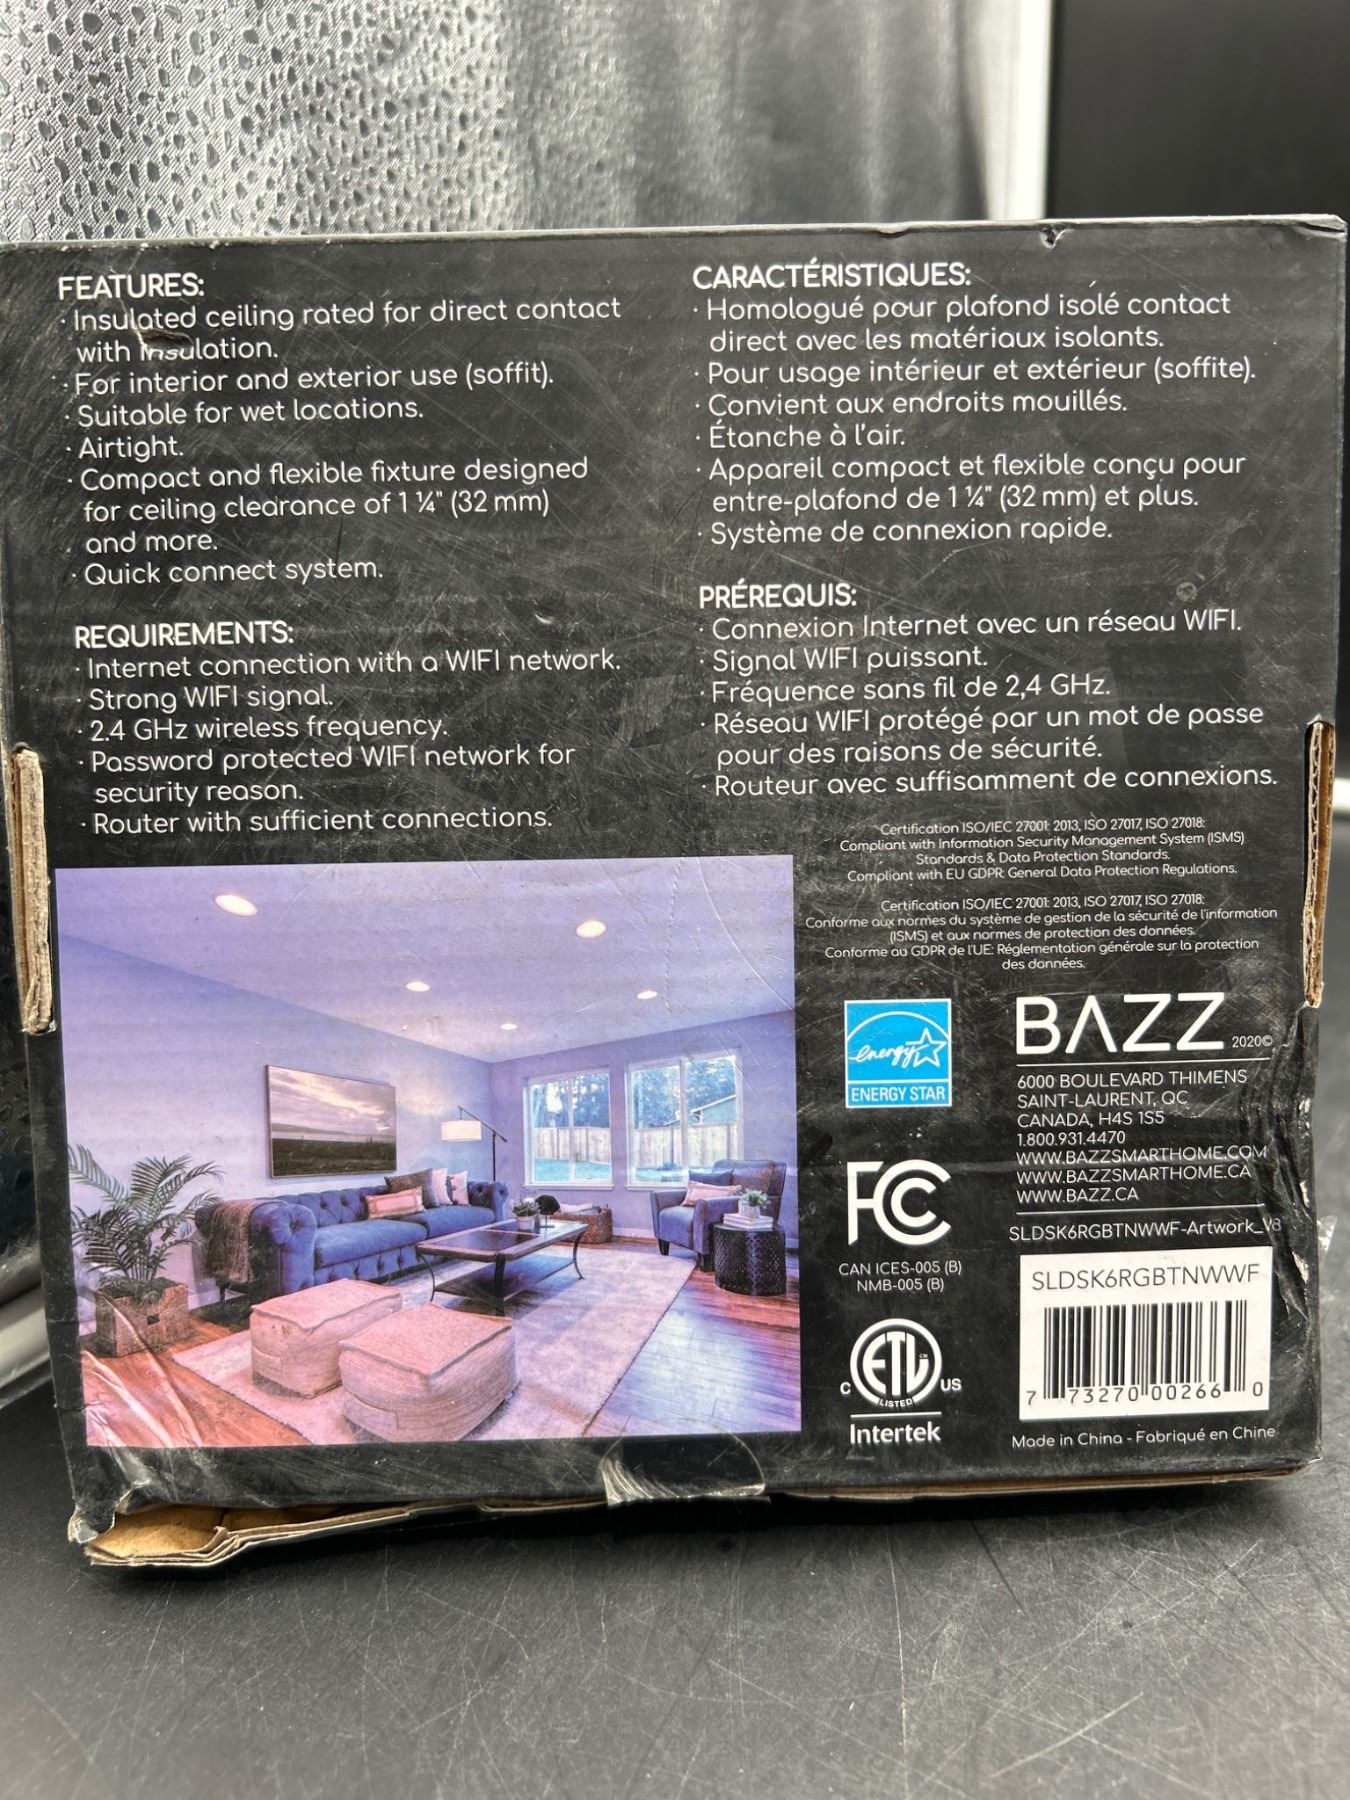 FEATURES:
· Insulated ceiling rated for direct contact
with insulation.
· For interior and exterior use (soffit).
· Suitable for wet locations.
· Airtight.
· Compact and flexible fixture designed
for ceiling clearance of 1 ¼" (32 mm)
and more.
· Quick connect system.
REQUIREMENTS:
· Internet connection with a WIFI network.
· Strong WIFI signal.
· 2.4 GHz wireless frequency.
· Password protected WIFI network for
security reason.
· Router with sufficient connections.
CARACTÉRISTIQUES:
· Homologué pour plafond isolé contact
direct avec les matériaux isolants.
· Pour usage intérieur et extérieur (soffite).
· Convient aux endroits mouillés.
· Étanche à l'air.
· Appareil compact et flexible conçu pour
entre-plafond de 1 ¼" (32 mm) et plus.
· Système de connexion rapide.
PRÉREQUIS:
· Connexion Internet avec un réseau WIFI.
· Signal WIFI puissant.
· Fréquence sans fil de 2,4 GHz.
· Réseau WIFI protégé par un mot de passe
pour des raisons de sécurité.
· Routeur avec suffisamment de connexions.
Certification ISO/IEC 27001: 2013, ISO 27017, ISO 27018:
Compliant with Information Security Management System (ISMS)
Standards & Data Protection Standards.
Compliant with EU GDPR: General Data Protection Regulations.
Certification ISO/IEC 27001: 2013, ISO 27017, ISO 27018:
Conforme aux normes du système de gestion de la sécurité de l'information
(ISMS) et aux normes de protection des données.
Conforme au GDPR de l'UE: Réglementation générale sur la protection
des données.
energy
ENERGY STAR
FC
CAN ICES-005 (B)
NMB-005 (B)
C ETL CM US
LISTED
Intertek
BAZZ 2020©
6000 BOULEVARD THIMENS
SAINT-LAURENT, QC
CANADA, H4S 1S5
1.800.931.4470
WWW.BAZZSMARTHOME.COM
WWW.BAZZSMARTHOME.CA
WWW.BAZZ.CA
SLDSK6RGBTNWWF-Artwork_V8
SLDSK6RGBTNWWF
7 73270 00266 0
Made in China - Fabriqué en Chine